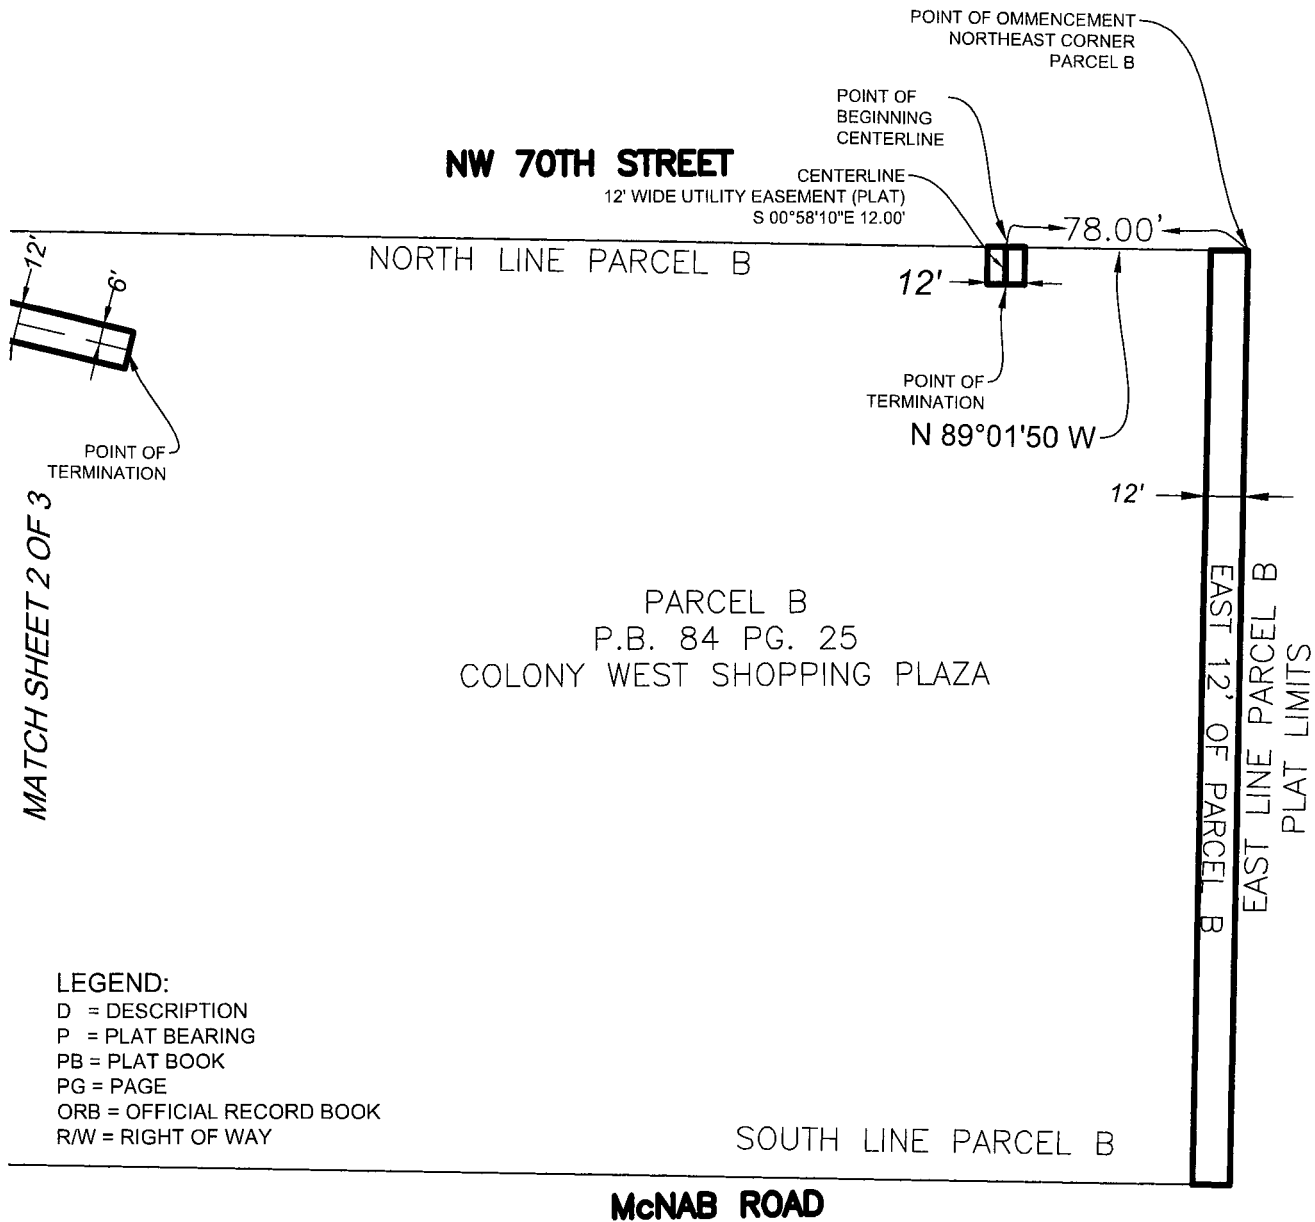 POINT OF OMMENCEMENT
NORTHEAST CORNER
PARCEL B
POINT OF
BEGINNING
CENTERLINE
NW 70TH STREET
CENTERLINE
12' WIDE UTILITY EASEMENT (PLAT)
S 00°58'10"E 12.00'
78.00'
NORTH LINE PARCEL B
12'
12'
6'
POINT OF
TERMINATION
N 89°01'50 W
POINT OF
TERMINATION
12'
MATCH SHEET 2 OF 3
PARCEL B
P.B. 84 PG. 25
COLONY WEST SHOPPING PLAZA
EAST 12' OF PARCEL B
EAST LINE PARCEL B
PLAT LIMITS
LEGEND:
D = DESCRIPTION
P = PLAT BEARING
PB = PLAT BOOK
PG = PAGE
ORB = OFFICIAL RECORD BOOK
R/W = RIGHT OF WAY
SOUTH LINE PARCEL B
McNAB ROAD